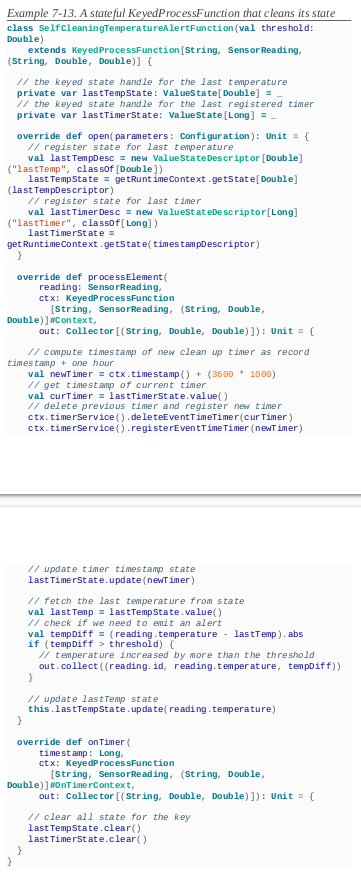 Example 7-13. A stateful KeyedProcessFunction that cleans its state
class SelfCleaningTemperatureAlertFunction(val threshold:
Double)
    extends KeyedProcessFunction[String, SensorReading,
(String, Double, Double)] {

  // the keyed state handle for the last temperature
  private var lastTempState: ValueState[Double] = _
  // the keyed state handle for the last registered timer
  private var lastTimerState: ValueState[Long] = _

  override def open(parameters: Configuration): Unit = {
    // register state for last temperature
    val lastTempDesc = new ValueStateDescriptor[Double]
("lastTemp", classOf[Double])
    lastTempState = getRuntimeContext.getState[Double]
(lastTempDescriptor)
    // register state for last timer
    val lastTimerDesc = new ValueStateDescriptor[Long]
("lastTimer", classOf[Long])
    lastTimerState =
getRuntimeContext.getState(timestampDescriptor)
  }

  override def processElement(
      reading: SensorReading,
      ctx: KeyedProcessFunction
        [String, SensorReading, (String, Double,
Double)]#Context,
      out: Collector[(String, Double, Double)]): Unit = {

    // compute timestamp of new clean up timer as record
timestamp + one hour
    val newTimer = ctx.timestamp() + (3600 * 1000)
    // get timestamp of current timer
    val curTimer = lastTimerState.value()
    // delete previous timer and register new timer
    ctx.timerService().deleteEventTimeTimer(curTimer)
    ctx.timerService().registerEventTimeTimer(newTimer)

    // update timer timestamp state
    lastTimerState.update(newTimer)

    // fetch the last temperature from state
    val lastTemp = lastTempState.value()
    // check if we need to emit an alert
    val tempDiff = (reading.temperature - lastTemp).abs
    if (tempDiff > threshold) {
      // temperature increased by more than the threshold
      out.collect((reading.id, reading.temperature, tempDiff))
    }

    // update lastTemp state
    this.lastTempState.update(reading.temperature)
  }

  override def onTimer(
      timestamp: Long,
      ctx: KeyedProcessFunction
        [String, SensorReading, (String, Double,
Double)]#OnTimerContext,
      out: Collector[(String, Double, Double)]): Unit = {

    // clear all state for the key
    lastTempState.clear()
    lastTimerState.clear()
  }
}